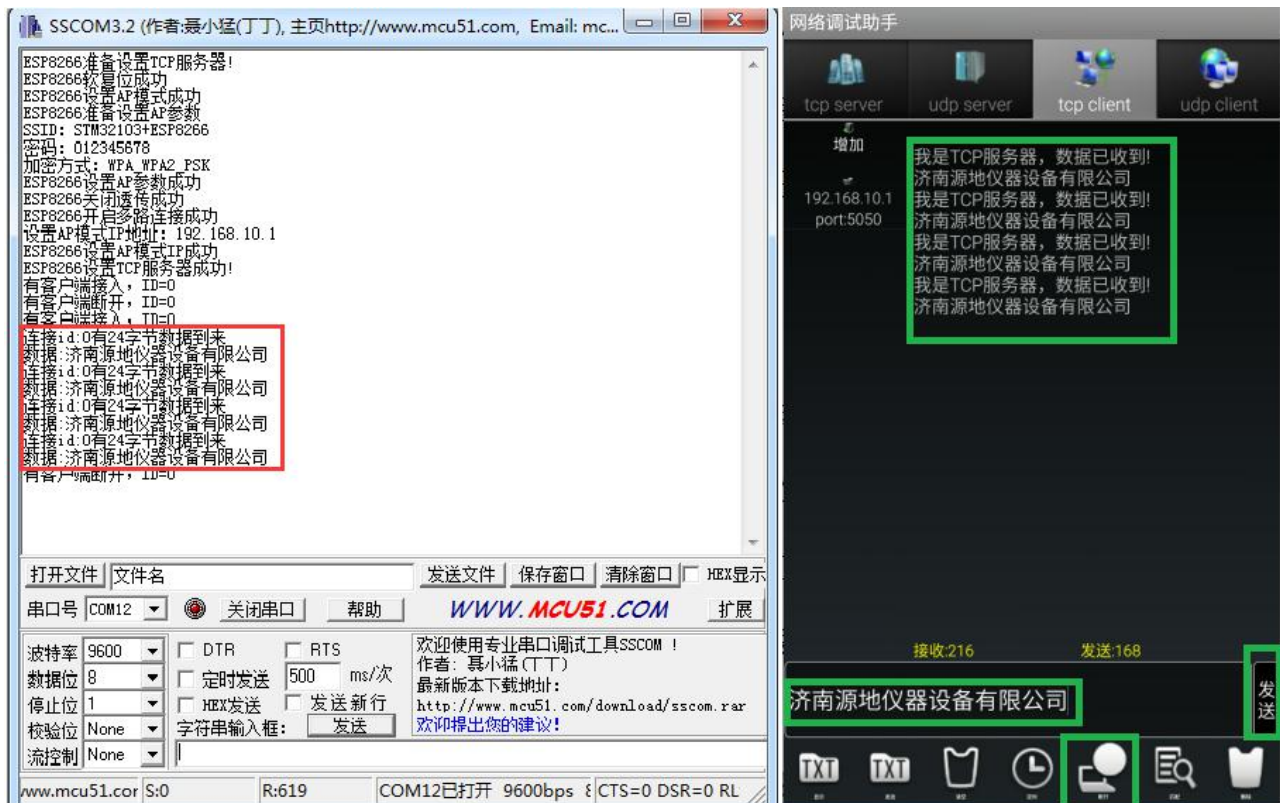 SSCOM3.2 (作者:聂小猛(丁丁), 主页http://www.mcu51.com, Email: mc...
ESP8266准备设置TCP服务器!
ESP8266软复位成功
ESP8266设置AP模式成功
ESP8266准备设置AP参数
SSID: STM32103+ESP8266
密码: 012345678
加密方式: WPA_WPA2_PSK
ESP8266设置AP参数成功
ESP8266关闭透传成功
ESP8266开启多路连接成功
设置AP模式IP地址: 192.168.10.1
ESP8266设置AP模式IP成功
ESP8266设置TCP服务器成功!
有客户端接入, ID=0
有客户端断开, ID=0
有客户端接入, ID=0
连接id:0有24字节数据到来
数据:济南源地仪器设备有限公司
连接id:0有24字节数据到来
数据:济南源地仪器设备有限公司
连接id:0有24字节数据到来
数据:济南源地仪器设备有限公司
连接id:0有24字节数据到来
数据:济南源地仪器设备有限公司
有客户端断开, ID=0
打开文件 文件名 发送文件 保存窗口 清除窗口 HEX显示
串口号 COM12 关闭串口 帮助 WWW.MCU51.COM 扩展
波特率 9600 DTR RTS
数据位 8 定时发送 500 ms/次
停止位 1 HEX发送 发送新行
校验位 None 字符串输入框: 发送
流控制 None
欢迎使用专业串口调试工具SSCOM !
作者: 聂小猛(丁丁)
最新版本下载地址:
http://www.mcu51.com/download/sscom.rar
欢迎提出您的建议!
www.mcu51.cor S:0 R:619 COM12已打开 9600bps 8 CTS=0 DSR=0 RL
网络调试助手
tcp server udp server tcp client udp client
增加
192.168.10.1
port:5050
我是TCP服务器, 数据已收到!
济南源地仪器设备有限公司
我是TCP服务器, 数据已收到!
济南源地仪器设备有限公司
我是TCP服务器, 数据已收到!
济南源地仪器设备有限公司
我是TCP服务器, 数据已收到!
济南源地仪器设备有限公司
接收:216 发送:168
济南源地仪器设备有限公司
发送
TXT TXT